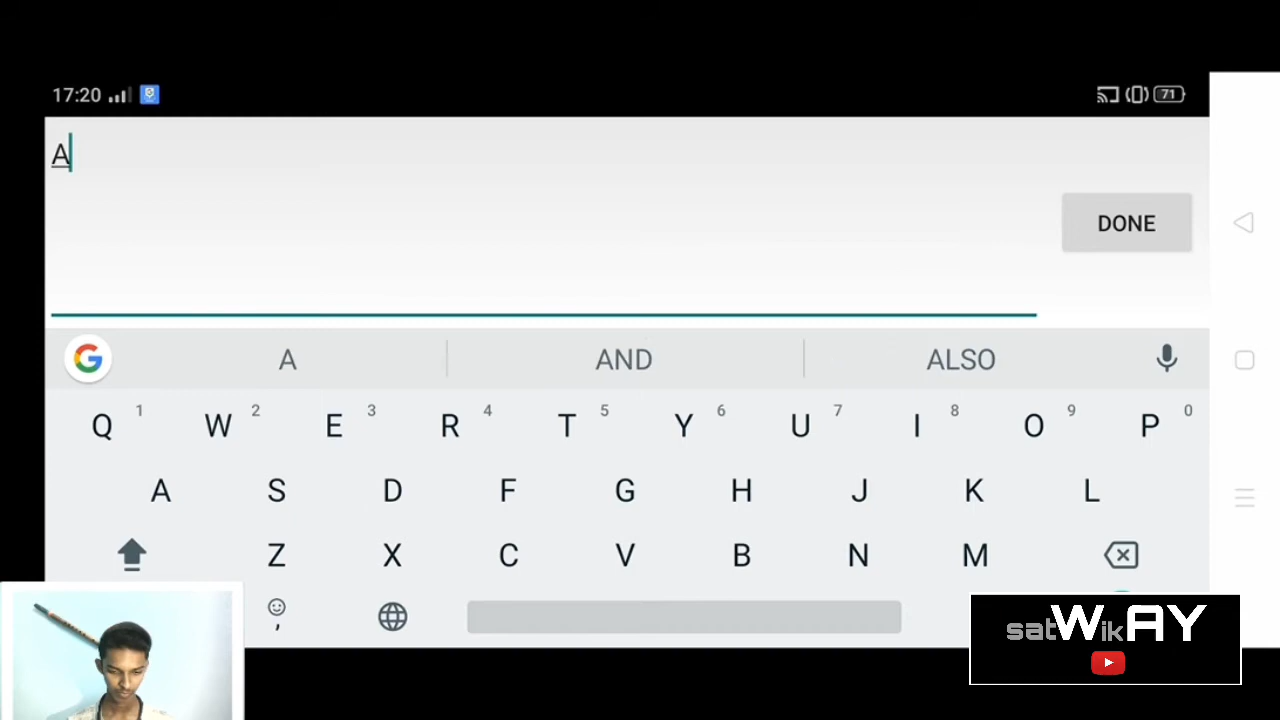 17:20
71
A
DONE
A AND ALSO
Q 1 W 2 E 3 R 4 T 5 Y 6 U 7 I 8 O 9 P 0
A S D F G H J K L
Z X C V B N M
,
satWikAY